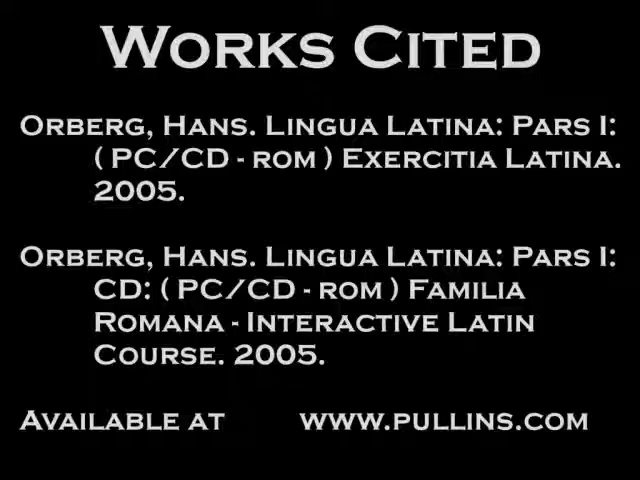 Works Cited
Orberg, Hans. Lingua Latina: Pars I:
( PC/CD - rom ) Exercitia Latina.
2005.
Orberg, Hans. Lingua Latina: Pars I:
CD: ( PC/CD - rom ) Familia
Romana - Interactive Latin
Course. 2005.
Available at www.pullins.com